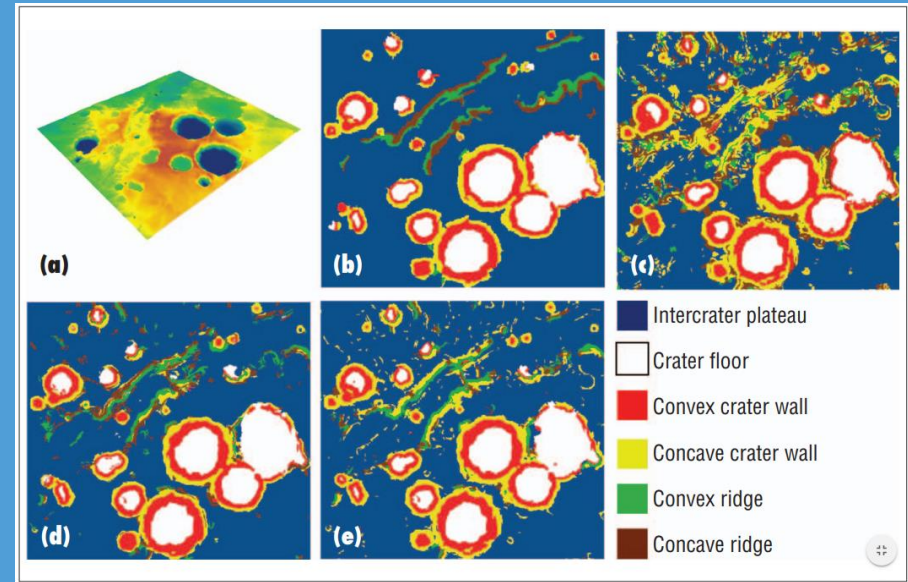 (a)
(b)
(c)
(d)
(e)
Intercrater plateau
Crater floor
Convex crater wall
Concave crater wall
Convex ridge
Concave ridge